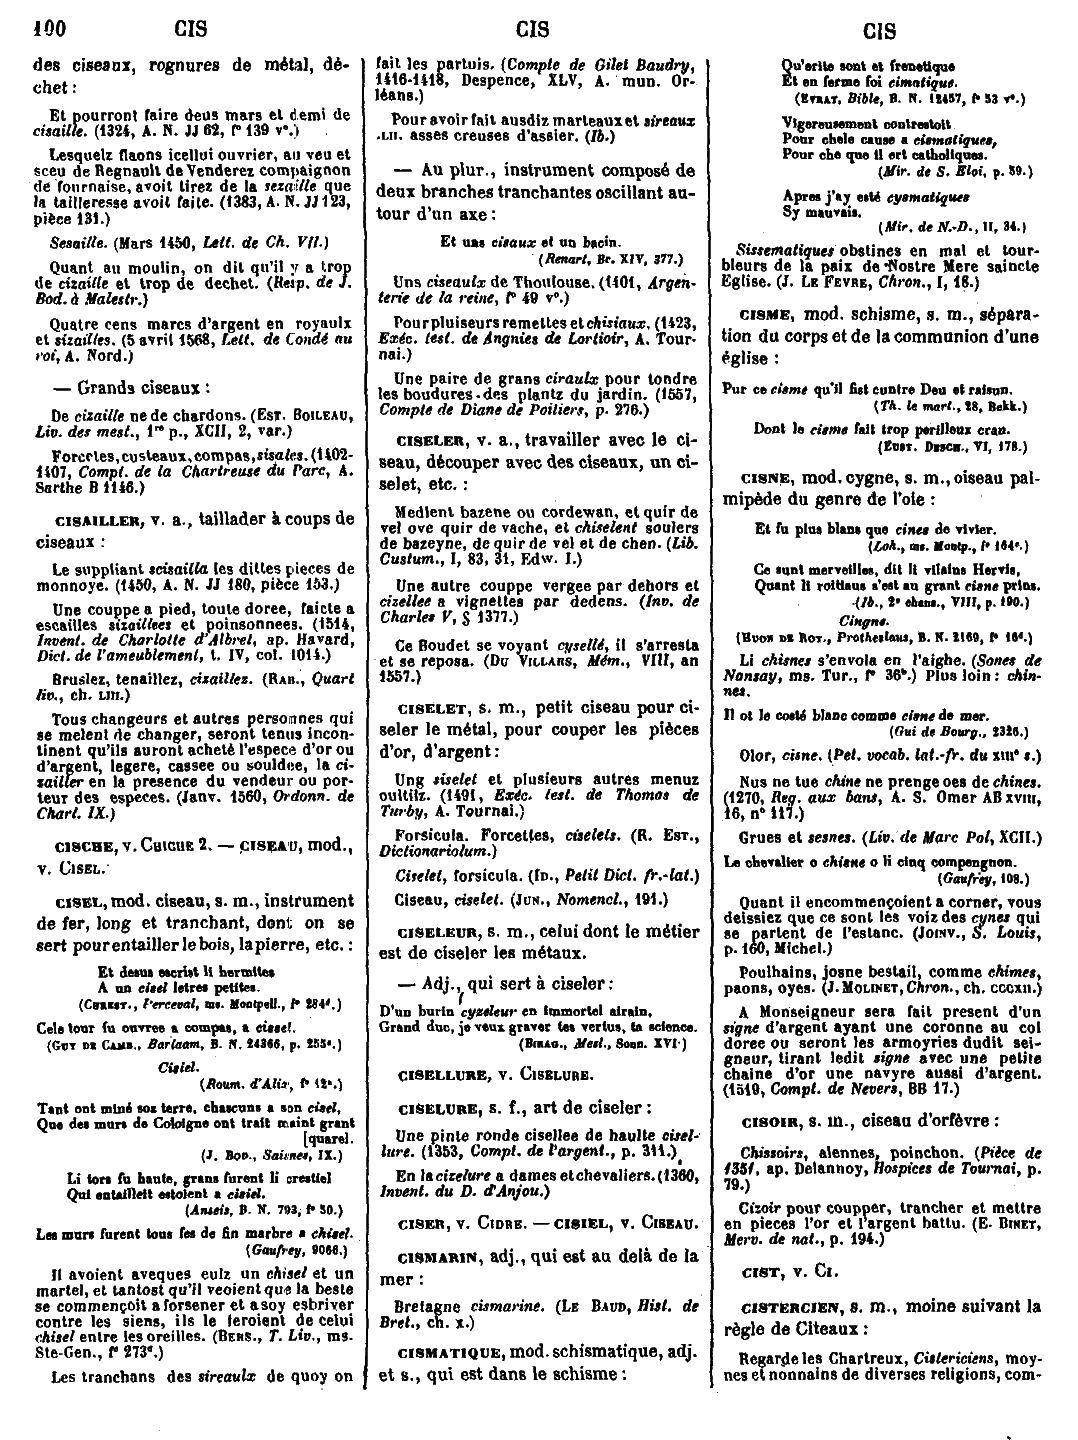 100 CIS CIS CIS
des ciseaux, rognures de métal, dé-
chet :
Et pourront faire deus mars et demi de
cisaille. (1324, A. N. JJ 62, f° 139 v°.)
Lesquelz flaons icellui ouvrier, au veu et
sceu de Regnault de Venderez compaignon
de fournaise, avoit tirez de la sezaille que
la tailleresse avoit faite. (1383, A. N. JJ 123,
pièce 131.)
Sesaille. (Mars 1450, Lett. de Ch. VII.)
Quant au moulin, on dit qu'il y a trop
de cizaille et trop de dechet. (Resp. de J.
Bod. à Malestr.)
Quatre cens marcs d'argent en royaulx
et sizailles. (5 avril 1568, Lett. de Condé au
roi, A. Nord.)
— Grands ciseaux :
De cizaille ne de chardons. (EST. BOILEAU,
Liv. des mest., 1re p., XCII, 2, var.)
Forcetes, custeaux, compas, sisales. (1402-
1407, Compt. de la Chartreuse du Parc, A.
Sarthe B 1146.)
CISAILLER, v. a., taillader à coups de
ciseaux :
Le suppliant scisailla les dittes pieces de
monnoye. (1450, A. N. JJ 180, pièce 153.)
Une couppe a pied, toute doree, faicte a
escailles sizaillees et poinsonnees. (1514,
Invent. de Charlotte d'Albret, ap. Havard,
Dict. de l'ameublement, t. IV, col. 1014.)
Bruslez, tenaillez, cizaillez. (RAB., Quart
liv., ch. LIII.)
Tous changeurs et autres personnes qui
se melent de changer, seront tenus incon-
tinent qu'ils auront acheté l'espece d'or ou
d'argent, legere, cassee ou souldee, la ci-
sailler en la presence du vendeur ou por-
teur des especes. (Janv. 1560, Ordonn. de
Charl. IX.)
CISCHE, v. CHICHE 2. — CISEAU, mod.,
v. CISEL.
CISEL, mod. ciseau, s. m., instrument
de fer, long et tranchant, dont on se
sert pour entailler le bois, la pierre, etc. :
Et desus escrist li hermites
A un cisel letres petites.
(CHREST., Perceval, ms. Montpell., f° 284d.)
Cele tour fu ouvree a compas, a cissel.
(GUY DE CAMB., Barlaam, B. N. 24366, p. 255a.)
Cisiel.
(Roum. d'Alix, f° 12a.)
Tant ont miné soz terre, chascuns a son cisel,
Que des murs de Coloigne ont trait maint grant
[quarel.
(J. BOD., Saisnes, IX.)
Li tors fu haute, grans furent li crestiel
Qui entailleit estoient a cisiel.
(Anseis, B. N. 793, f° 50.)
Les murs furent tous fes de fin marbre a chisel.
(Gaufrey, 9066.)
Il avoient aveques eulz un chisel et un
martel, et tantost qu'il veoient que la beste
se commençoit a forsener et a soy esbriver
contre les siens, ils le feroient de celui
chisel entre les oreilles. (BERS., T. Liv., ms.
Ste-Gen., f° 273d.)
Les tranchans des sireaulx de quoy on
fait les partuis. (Compte de Gilet Baudry,
1416-1418, Despence, XLV, A. mun. Or-
léans.)
Pour avoir fait ausdiz marteaux et sireaux
.LII. asses creuses d'assier. (Ib.)
— Au plur., instrument composé de
deux branches tranchantes oscillant au-
tour d'un axe :
Et uns cisaux et un bacin.
(Renart, Br. XIV, 377.)
Uns ciseaulx de Thoulouse. (1401, Argen-
terie de la reine, f° 49 v°.)
Pour pluiseurs remettes et chisiaux. (1423,
Exéc. test. de Angnies de Lortioir, A. Tour-
nai.)
Une paire de grans ciraulx pour tondre
les boudures des plantz du jardin. (1557,
Compte de Diane de Poitiers, p. 276.)
CISELER, v. a., travailler avec le ci-
seau, découper avec des ciseaux, un ci-
selet, etc. :
Medlent bazene ou cordewan, et quir de
vel ove quir de vache, et chiselent soulers
de bazeyne, de quir de vel et de chen. (Lib.
Custum., I, 83, 31, Edw. I.)
Une autre couppe vergee par dehors et
cizellee a vignettes par dedens. (Inv. de
Charles V, § 1377.)
Ce Boudet se voyant cysellé, il s'arresta
et se reposa. (DU VILLARS, Mém., VIII, an
1557.)
CISELET, s. m., petit ciseau pour ci-
seler le métal, pour couper les pièces
d'or, d'argent :
Ung siselet et plusieurs autres menuz
oultilz. (1491, Exéc. test. de Thomas de
Turby, A. Tournai.)
Forsicula. Forcettes, ciselets. (R. EST.,
Dictionariolum.)
Ciselet, forsicula. (ID., Petit Dict. fr.-lat.)
Ciseau, ciselet. (JUN., Nomencl., 191.)
CISELEUR, s. m., celui dont le métier
est de ciseler les métaux.
— Adj., qui sert à ciseler :
D'un burin cyzeleur en immortel airain,
Grand duc, je veux graver tes vertus, ta science.
(BIRAG., Mesl., Sonn. XVI.)
CISELLURE, v. CISELURE.
CISELURE, s. f., art de ciseler :
Une pinte ronde cisellee de haulte cisel-
lure. (1353, Compt. de l'argent., p. 311.)
En la cizelure a dames et chevaliers. (1360,
Invent. du D. d'Anjou.)
CISER, v. CIDRE. — CISIEL, v. CISEAU.
CISMARIN, adj., qui est au delà de la
mer :
Bretagne cismarine. (LE BAUD, Hist. de
Bret., ch. X.)
CISMATIQUE, mod. schismatique, adj.
et s., qui est dans le schisme :
Qu'erite sont et frenetique
Et en ferme foi cimatique.
(EVRAT, Bible, B. N. 12457, f° 53 v°.)
Vigereusement contrestoit
Pour chele cause a cismatiques,
Pour che que il ert catholiques.
(Mir. de S. Eloi, p. 59.)
Apres j'ay esté cysmatiques
Sy mauvais.
(Mir. de N.-D., II, 34.)
Sissematiques obstines en mal et tour-
bleurs de la paix de Nostre Mere saincte
Eglise. (J. LE FEVRE, Chron., I, 18.)
CISME, mod. schisme, s. m., sépara-
tion du corps et de la communion d'une
église :
Pur ce cisme qu'il fist cuntre Deu et raisun.
(Th. le mart., 28, Bekk.)
Dont le cisme fait trop perilleux cran.
(EUST. DESCH., VI, 178.)
CISNE, mod. cygne, s. m., oiseau pal-
mipède du genre de l'oie :
Et fu plus blans que cines de vivier.
(Loh., ms. Montp., f° 164c.)
Ce sunt merveilles, dit li vilains Hervis,
Quant li roitiaus s'est au grant cisne prins.
(Ib., 2e chans., VIII, p. 190.)
Cingne.
(HUON DE ROT., Protheslaus, B. N. 2169, f° 16d.)
Li chisnes s'envola en l'aighe. (Sones de
Nansay, ms. Tur., f° 36b.) Plus loin : chin-
nes.
Il ot le costé blanc comme cisne de mer.
(Gui de Bourg., 2326.)
Olor, cisne. (Pet. vocab. lat.-fr. du XIIIe s.)
Nus ne tue chine ne prenge oes de chines.
(1270, Reg. aux bans, A. S. Omer AB XVIII,
16, n° 117.)
Grues et sesnes. (Liv. de Marc Pol, XCII.)
Le chevalier o chisne o li cinq compengnon.
(Gaufrey, 108.)
Quant il encommençoient a corner, vous
deissiez que ce sont les voiz des cynes qui
se partent de l'estanc. (JOINV., S. Louis,
p. 160, Michel.)
Poulhains, josne bestail, comme chimes,
paons, oyes. (J. MOLINET, Chron., ch. CCCXII.)
A Monseigneur sera fait present d'un
signe d'argent ayant une coronne au col
doree ou seront les armoyries dudit sei-
gneur, tirant ledit signe avec une petite
chaine d'or une navyre aussi d'argent.
(1519, Compt. de Nevers, BB 17.)
CISOIR, s. m., ciseau d'orfèvre :
Chissoirs, alennes, poinchon. (Pièce de
1351, ap. Delannoy, Hospices de Tournai, p.
79.)
Cizoir pour coupper, trancher et mettre
en pieces l'or et l'argent battu. (E. BINET,
Merv. de nat., p. 194.)
CIST, v. CI.
CISTERCIEN, s. m., moine suivant la
règle de Citeaux :
Regarde les Chartreux, Cistericiens, moy-
nes et nonnains de diverses religions, com-